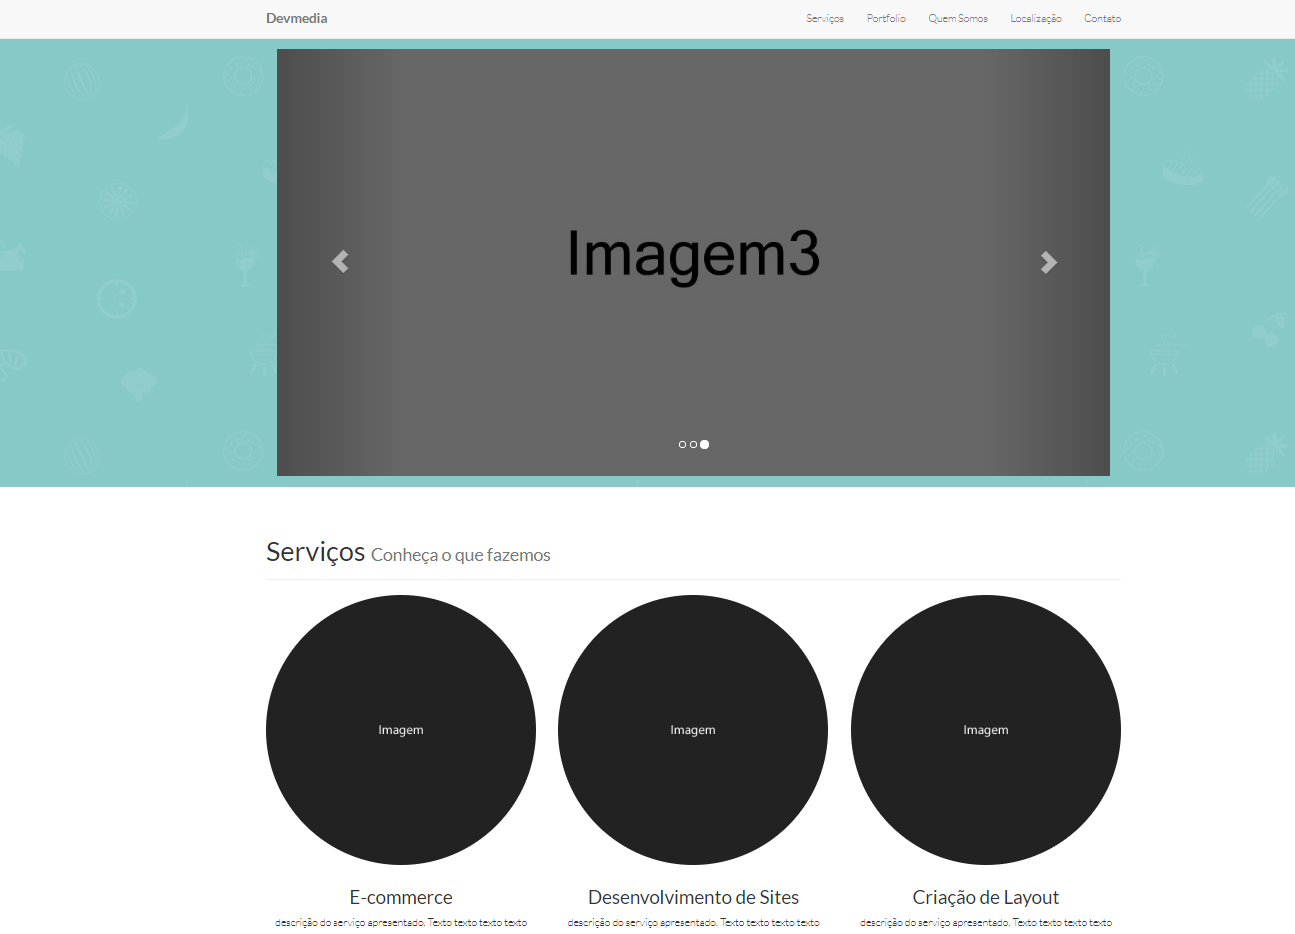 Devmedia Serviços Portfolio Quem Somos Localização Contato
Imagem3
Serviços Conheça o que fazemos
Imagem Imagem Imagem
E-commerce Desenvolvimento de Sites Criação de Layout
descrição do serviço apresentado. Texto texto texto texto descrição do serviço apresentado. Texto texto texto texto descrição do serviço apresentado. Texto texto texto texto